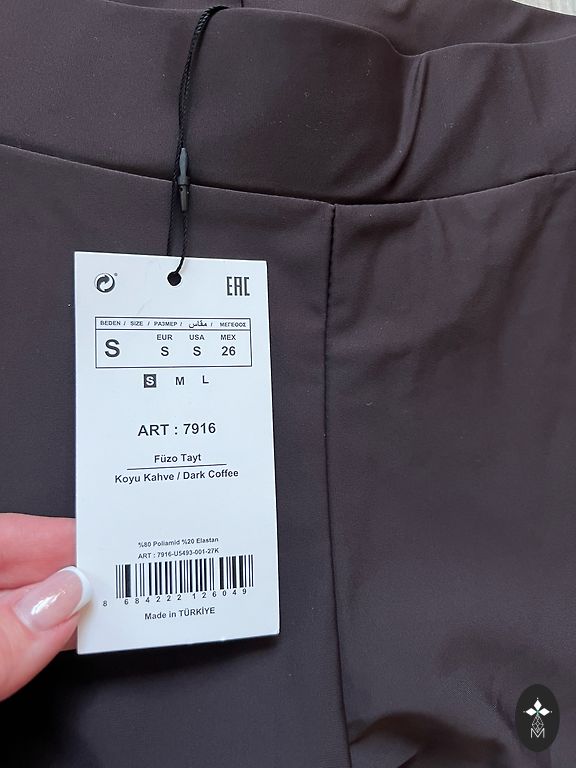 EAC
BEDEN / SIZE / РАЗМЕР / مقاس / ΜΕΓΕΘΟΣ
S
EUR USA MEX
S S 26
S M L
ART : 7916
Füzo Tayt
Koyu Kahve / Dark Coffee
%80 Poliamid %20 Elastan
ART : 7916-U5493-001-27K
8 684222 126049
Made in TÜRKİYE
M